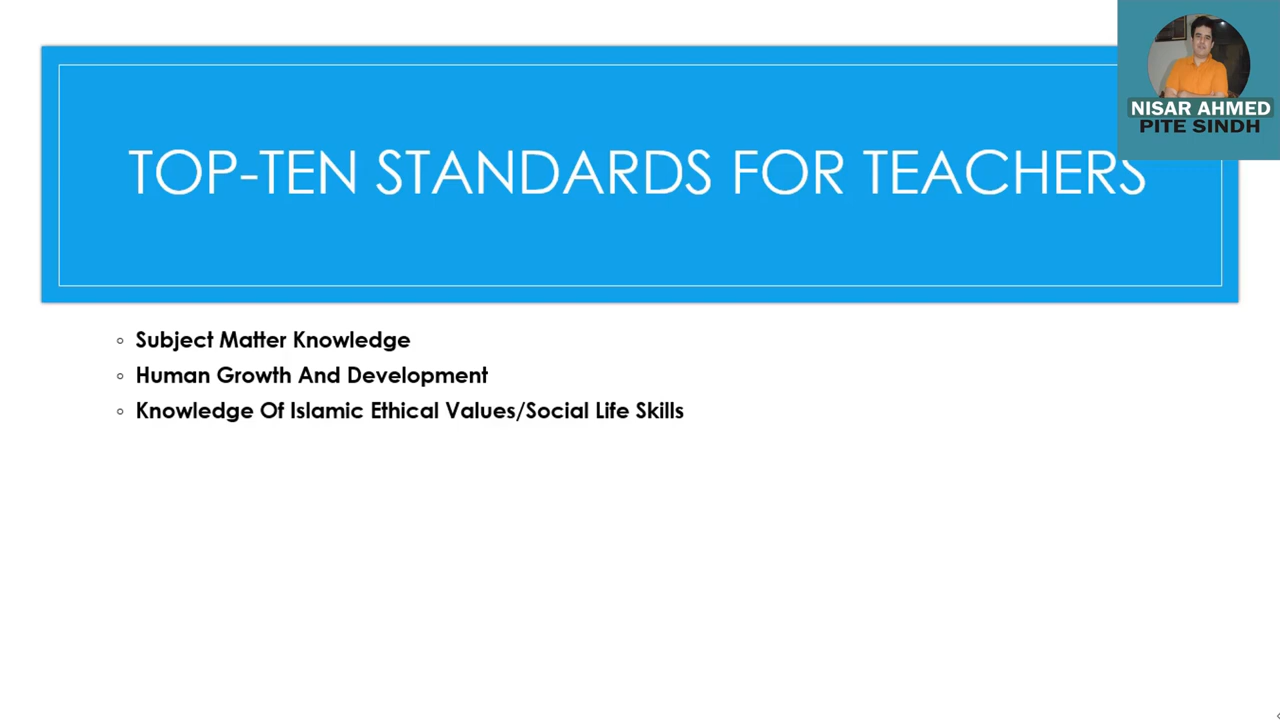 NISAR AHMED
PITE SINDH
TOP-TEN STANDARDS FOR TEACHERS
Subject Matter Knowledge
Human Growth And Development
Knowledge Of Islamic Ethical Values/Social Life Skills